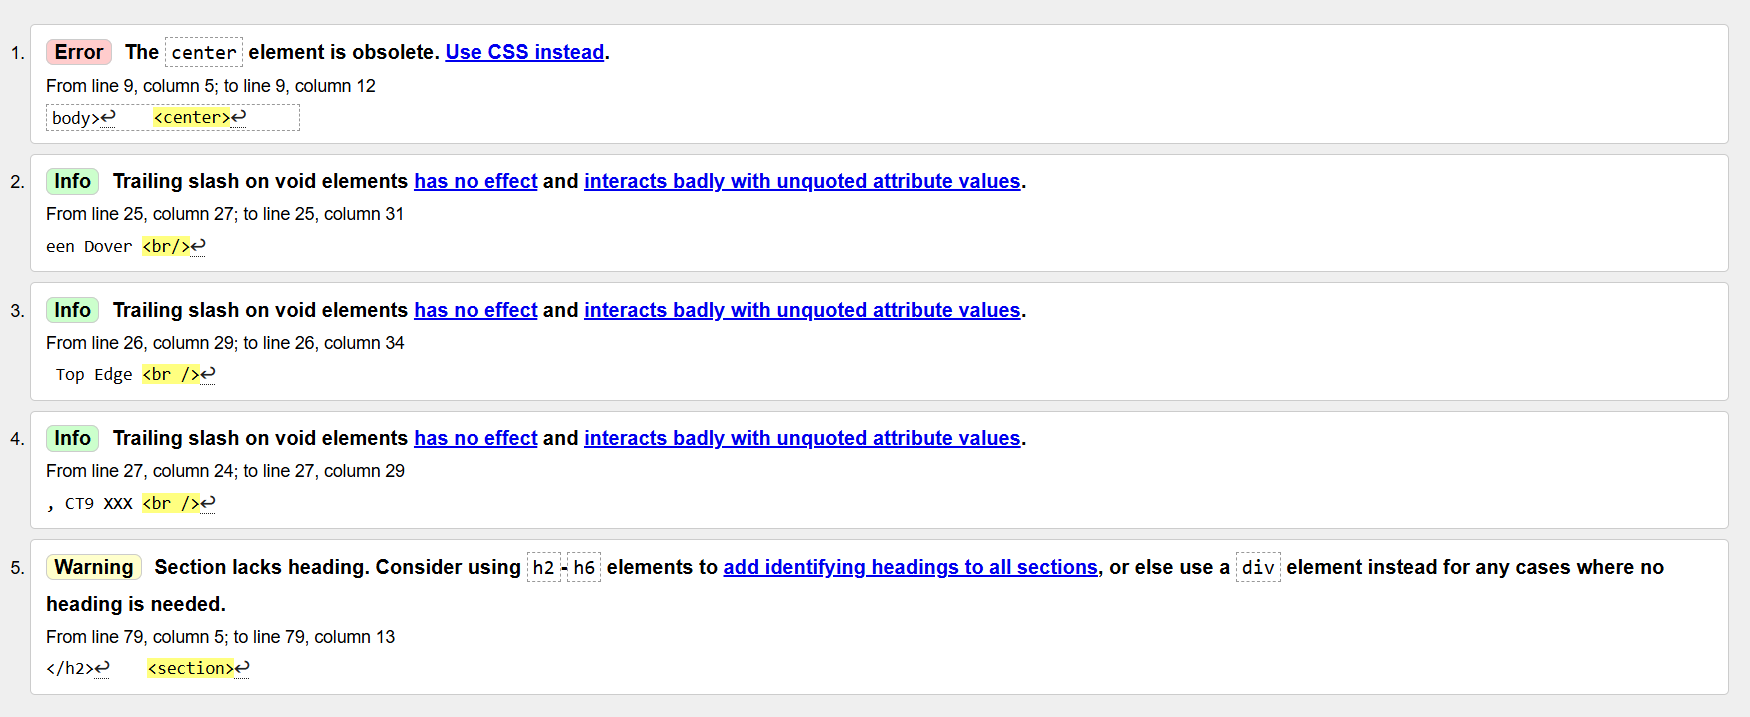 1. Error The center element is obsolete. Use CSS instead.
From line 9, column 5; to line 9, column 12
body>↩    <center>↩
2. Info Trailing slash on void elements has no effect and interacts badly with unquoted attribute values.
From line 25, column 27; to line 25, column 31
een Dover <br/>↩
3. Info Trailing slash on void elements has no effect and interacts badly with unquoted attribute values.
From line 26, column 29; to line 26, column 34
Top Edge <br />↩
4. Info Trailing slash on void elements has no effect and interacts badly with unquoted attribute values.
From line 27, column 24; to line 27, column 29
, CT9 XXX <br />↩
5. Warning Section lacks heading. Consider using h2-h6 elements to add identifying headings to all sections, or else use a div element instead for any cases where no
heading is needed.
From line 79, column 5; to line 79, column 13
</h2>↩    <section>↩